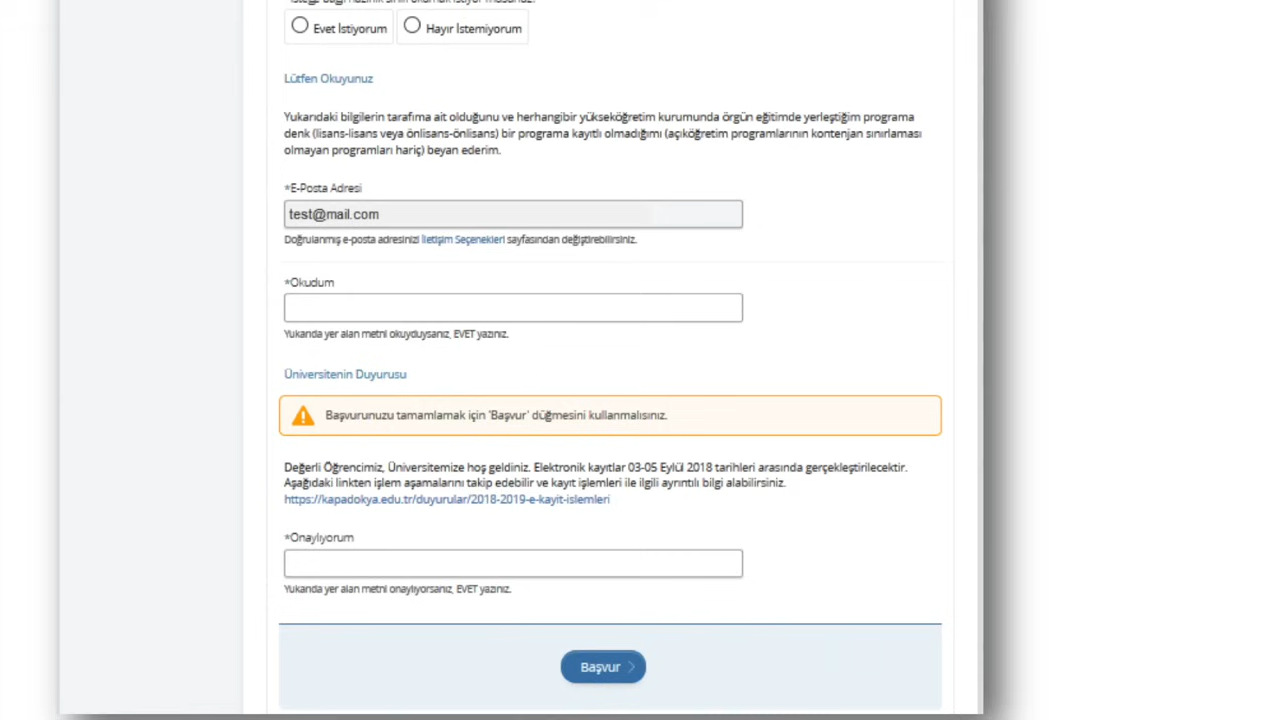 Evet İstiyorum
Hayır İstemiyorum
Lütfen Okuyunuz
Yukarıdaki bilgilerin tarafıma ait olduğunu ve herhangibir yükseköğretim kurumunda örgün eğitimde yerleştiğim programa
denk (lisans-lisans veya önlisans-önlisans) bir programa kayıtlı olmadığımı (açıköğretim programlarının kontenjan sınırlaması
olmayan programları hariç) beyan ederim.
*E-Posta Adresi
test@mail.com
Doğrulanmış e-posta adresinizi İletişim Seçenekleri sayfasından değiştirebilirsiniz.
*Okudum
Yukarıda yer alan metni okuyduysanız, EVET yazınız.
Üniversitenin Duyurusu
Başvurunuzu tamamlamak için 'Başvur' düğmesini kullanmalısınız.
Değerli Öğrencimiz, Üniversitemize hoş geldiniz. Elektronik kayıtlar 03-05 Eylül 2018 tarihleri arasında gerçekleştirilecektir.
Aşağıdaki linkten işlem aşamalarını takip edebilir ve kayıt işlemleri ile ilgili ayrıntılı bilgi alabilirsiniz.
https://kapadokya.edu.tr/duyurular/2018-2019-e-kayit-islemleri
*Onaylıyorum
Yukarıda yer alan metni onaylıyorsanız, EVET yazınız.
Başvur